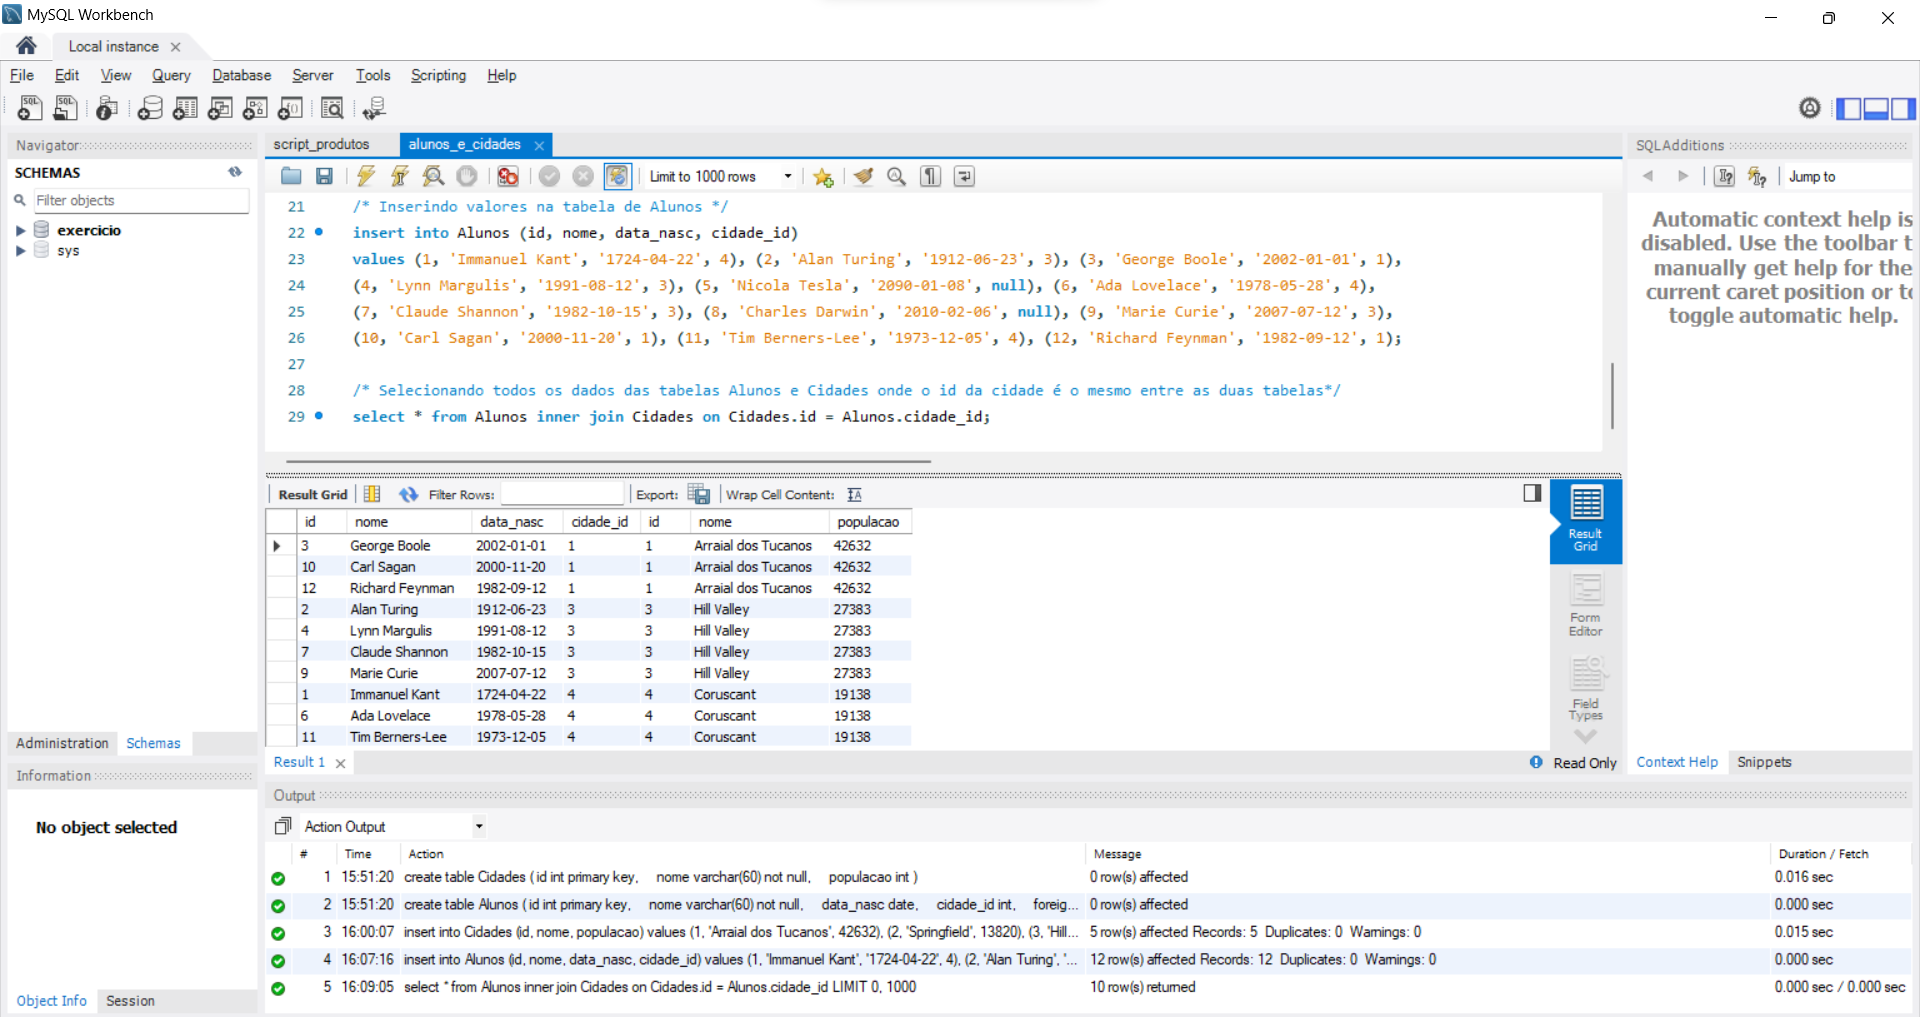 MySQL Workbench
Local instance
File Edit View Query Database Server Tools Scripting Help
Navigator
SCHEMAS
Filter objects
exercicio
sys
Administration Schemas
Information
No object selected
Object Info Session
script_produtos alunos_e_cidades
Limit to 1000 rows
21 /* Inserindo valores na tabela de Alunos */
22 insert into Alunos (id, nome, data_nasc, cidade_id)
23 values (1, 'Immanuel Kant', '1724-04-22', 4), (2, 'Alan Turing', '1912-06-23', 3), (3, 'George Boole', '2002-01-01', 1),
24 (4, 'Lynn Margulis', '1991-08-12', 3), (5, 'Nicola Tesla', '2090-01-08', null), (6, 'Ada Lovelace', '1978-05-28', 4),
25 (7, 'Claude Shannon', '1982-10-15', 3), (8, 'Charles Darwin', '2010-02-06', null), (9, 'Marie Curie', '2007-07-12', 3),
26 (10, 'Carl Sagan', '2000-11-20', 1), (11, 'Tim Berners-Lee', '1973-12-05', 4), (12, 'Richard Feynman', '1982-09-12', 1);
27
28 /* Selecionando todos os dados das tabelas Alunos e Cidades onde o id da cidade é o mesmo entre as duas tabelas*/
29 select * from Alunos inner join Cidades on Cidades.id = Alunos.cidade_id;
Result Grid Filter Rows: Export: Wrap Cell Content:
id nome data_nasc cidade_id id nome populacao
3 George Boole 2002-01-01 1 1 Arraial dos Tucanos 42632
10 Carl Sagan 2000-11-20 1 1 Arraial dos Tucanos 42632
12 Richard Feynman 1982-09-12 1 1 Arraial dos Tucanos 42632
2 Alan Turing 1912-06-23 3 3 Hill Valley 27383
4 Lynn Margulis 1991-08-12 3 3 Hill Valley 27383
7 Claude Shannon 1982-10-15 3 3 Hill Valley 27383
9 Marie Curie 2007-07-12 3 3 Hill Valley 27383
1 Immanuel Kant 1724-04-22 4 4 Coruscant 19138
6 Ada Lovelace 1978-05-28 4 4 Coruscant 19138
11 Tim Berners-Lee 1973-12-05 4 4 Coruscant 19138
Result
Grid
Form
Editor
Field
Types
Result 1
Read Only
SQLAdditions
Jump to
Automatic context help is
disabled. Use the toolbar t
manually get help for the
current caret position or to
toggle automatic help.
Context Help Snippets
Output
Action Output
# Time Action Message Duration / Fetch
1 15:51:20 create table Cidades ( id int primary key, nome varchar(60) not null, populacao int ) 0 row(s) affected 0.016 sec
2 15:51:20 create table Alunos ( id int primary key, nome varchar(60) not null, data_nasc date, cidade_id int, foreig... 0 row(s) affected 0.000 sec
3 16:00:07 insert into Cidades (id, nome, populacao) values (1, 'Arraial dos Tucanos', 42632), (2, 'Springfield', 13820), (3, 'Hill... 5 row(s) affected Records: 5 Duplicates: 0 Warnings: 0 0.015 sec
4 16:07:16 insert into Alunos (id, nome, data_nasc, cidade_id) values (1, 'Immanuel Kant', '1724-04-22', 4), (2, 'Alan Turing', '... 12 row(s) affected Records: 12 Duplicates: 0 Warnings: 0 0.000 sec
5 16:09:05 select * from Alunos inner join Cidades on Cidades.id = Alunos.cidade_id LIMIT 0, 1000 10 row(s) returned 0.000 sec / 0.000 sec